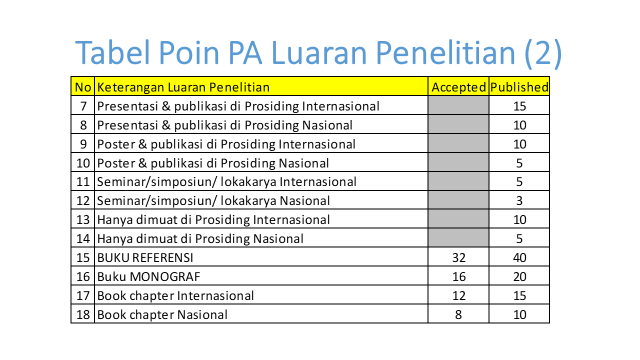 Tabel Poin PA Luaran Penelitian (2)
No Keterangan Luaran Penelitian Accepted Published
7 Presentasi & publikasi di Prosiding Internasional 15
8 Presentasi & publikasi di Prosiding Nasional 10
9 Poster & publikasi di Prosiding Internasional 10
10 Poster & publikasi di Prosiding Nasional 5
11 Seminar/simposiun/ lokakarya Internasional 5
12 Seminar/simposiun/ lokakarya Nasional 3
13 Hanya dimuat di Prosiding Internasional 10
14 Hanya dimuat di Prosiding Nasional 5
15 BUKU REFERENSI 32 40
16 Buku MONOGRAF 16 20
17 Book chapter Internasional 12 15
18 Book chapter Nasional 8 10